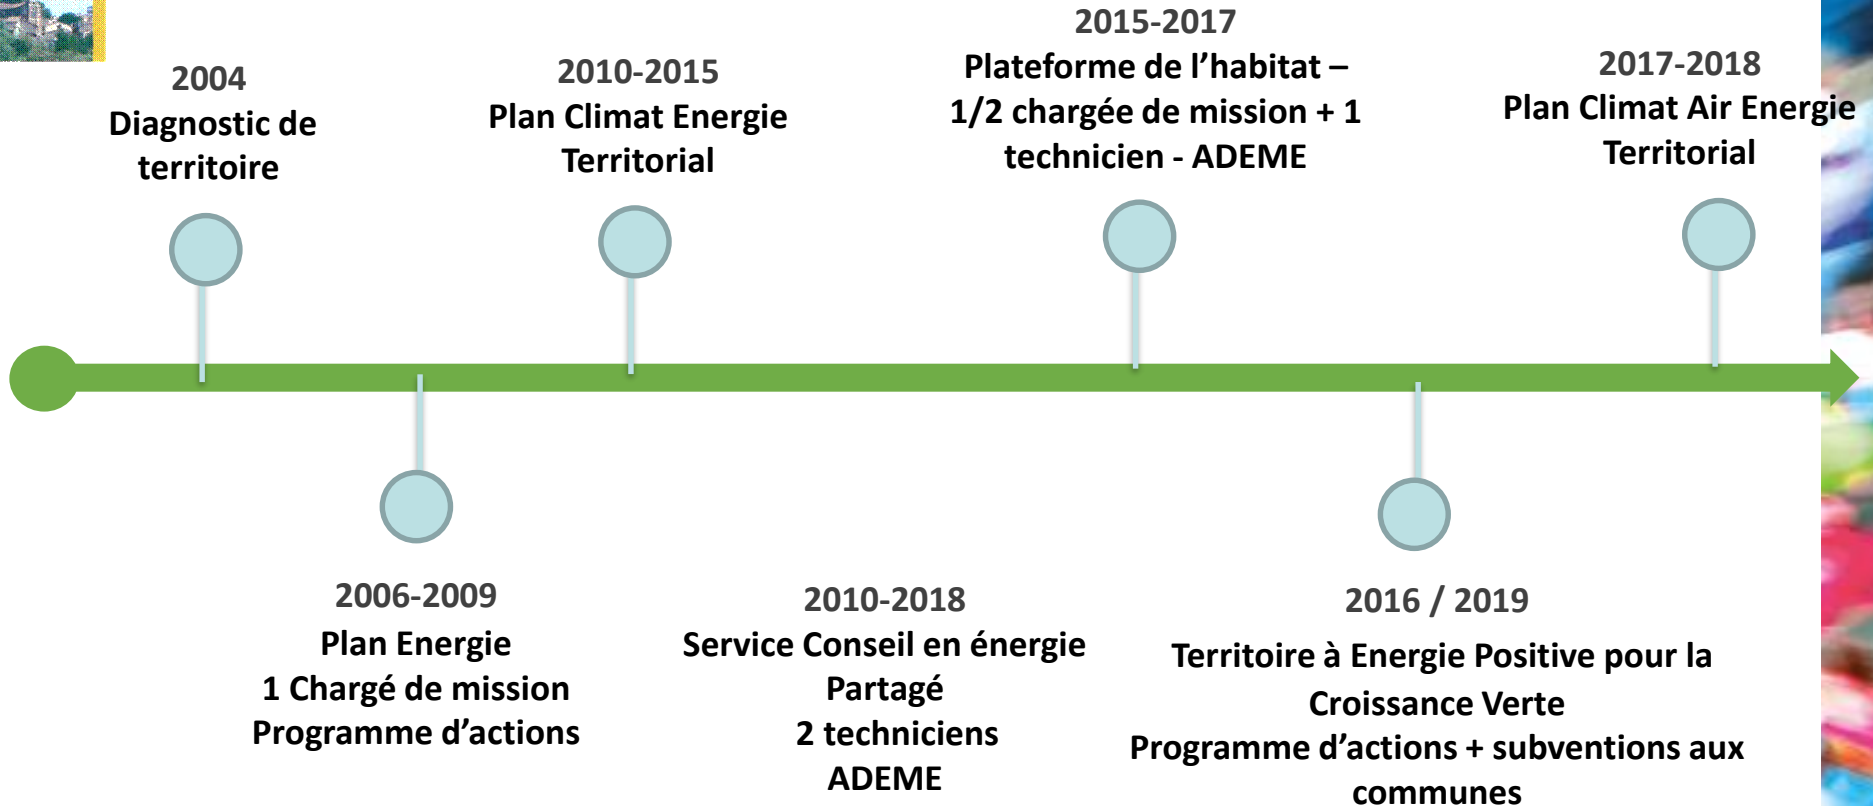 2004
Diagnostic de
territoire
2010-2015
Plan Climat Energie
Territorial
2015-2017
Plateforme de l’habitat –
1/2 chargée de mission + 1
technicien - ADEME
2017-2018
Plan Climat Air Energie
Territorial
2006-2009
Plan Energie
1 Chargé de mission
Programme d’actions
2010-2018
Service Conseil en énergie
Partagé
2 techniciens
ADEME
2016 / 2019
Territoire à Energie Positive pour la
Croissance Verte
Programme d’actions + subventions aux
communes